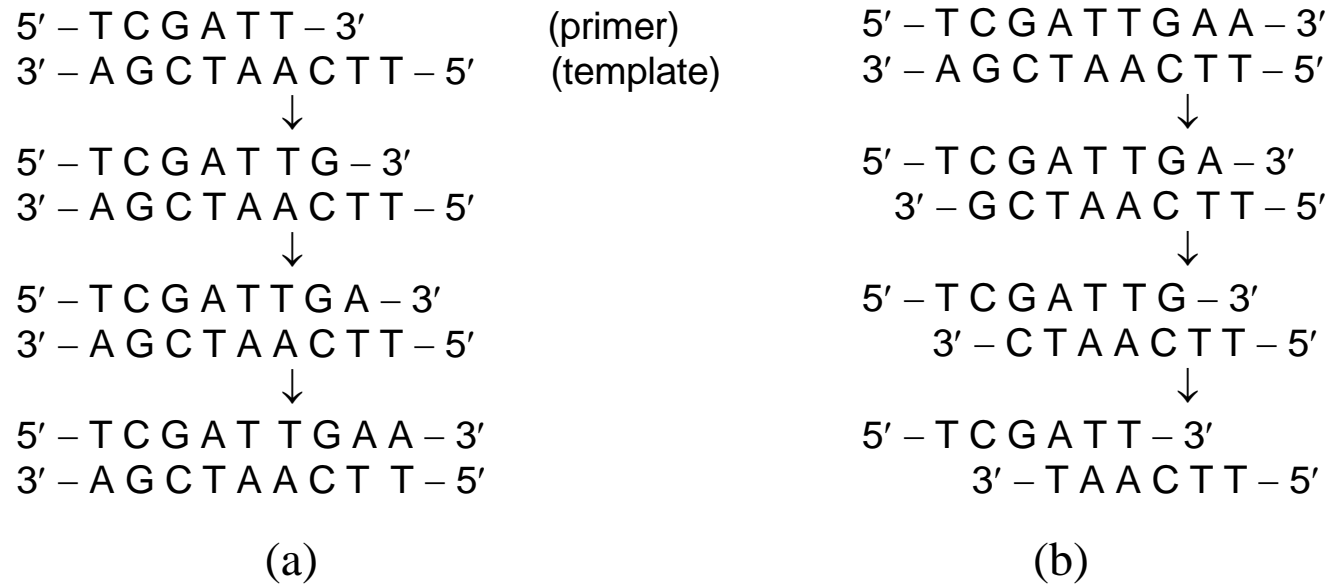 5′ – T C G A T T – 3′ (primer)
3′ – A G C T A A C T T – 5′ (template)
↓
5′ – T C G A T T G – 3′
3′ – A G C T A A C T T – 5′
↓
5′ – T C G A T T G A – 3′
3′ – A G C T A A C T T – 5′
↓
5′ – T C G A T T G A A – 3′
3′ – A G C T A A C T T – 5′
(a)
5′ – T C G A T T G A A – 3′
3′ – A G C T A A C T T – 5′
↓
5′ – T C G A T T G A – 3′
3′ – G C T A A C T T – 5′
↓
5′ – T C G A T T G – 3′
3′ – C T A A C T T – 5′
↓
5′ – T C G A T T – 3′
3′ – T A A C T T – 5′
(b)